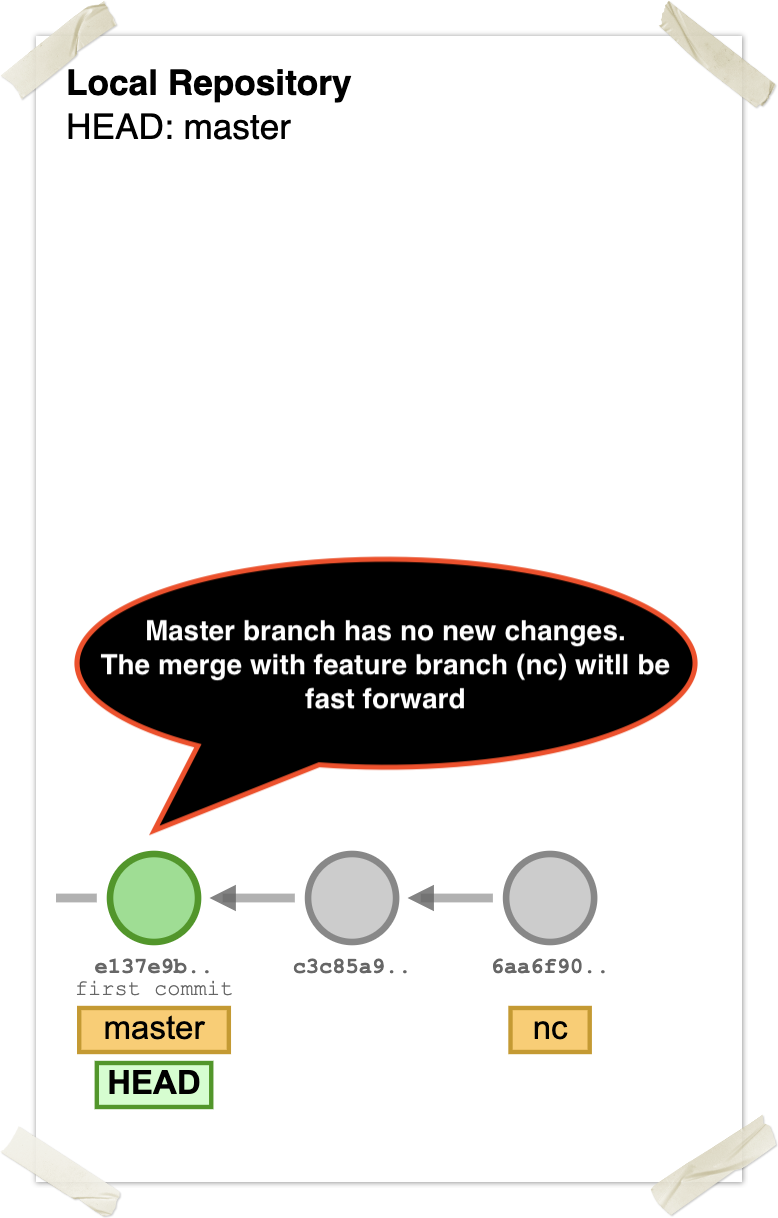 Local Repository
HEAD: master
Master branch has no new changes.
The merge with feature branch (nc) witll be
fast forward
e137e9b.. c3c85a9.. 6aa6f90..
first commit
master nc
HEAD